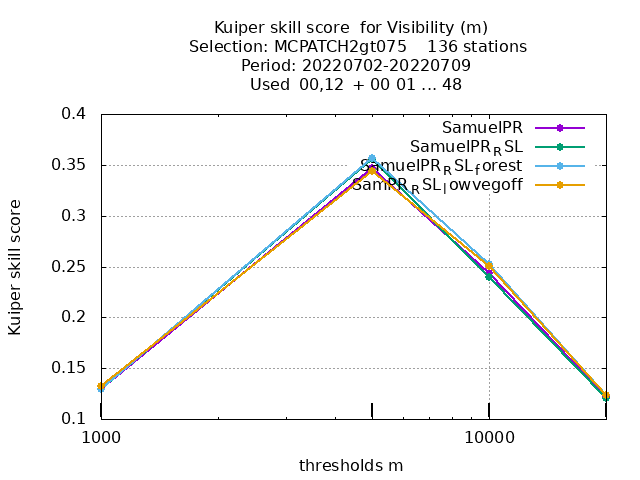 Kuiper skill score  for Visibility (m)
Selection: MCPATCH2gt075    136 stations
Period: 20220702-20220709
Used  00,12  + 00 01 ... 48
0.4
0.35
0.3
0.25
0.2
0.15
0.1
Kuiper skill score
SamuelPR
SamuelPR_RSL
SamuelPR_RSL_forest
SamPR_RSL_lowvegoff
1000
10000
thresholds m